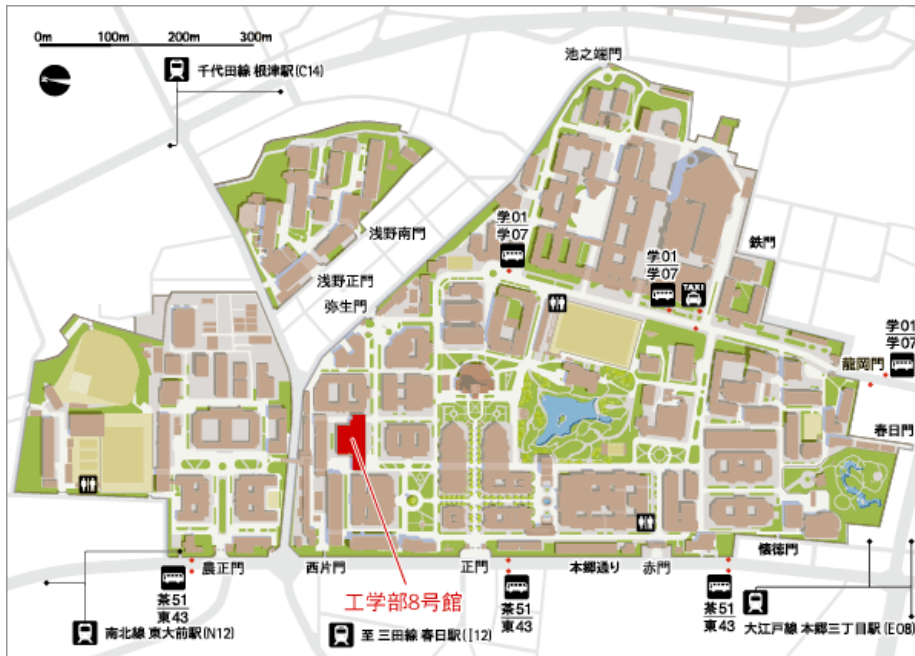 0m 100m 200m 300m
千代田線 根津駅(C14)
池之端門
浅野南門
学01
学07
学01
学07
TAXI
鉄門
浅野正門
弥生門
学01
学07
龍岡門
春日門
農正門
西片門
正門
本郷通り
赤門
懐徳門
茶51
東43
工学部8号館
茶51
東43
茶51
東43
南北線 東大前駅(N12)
至 三田線 春日駅(I12)
大江戸線 本郷三丁目駅(E08)